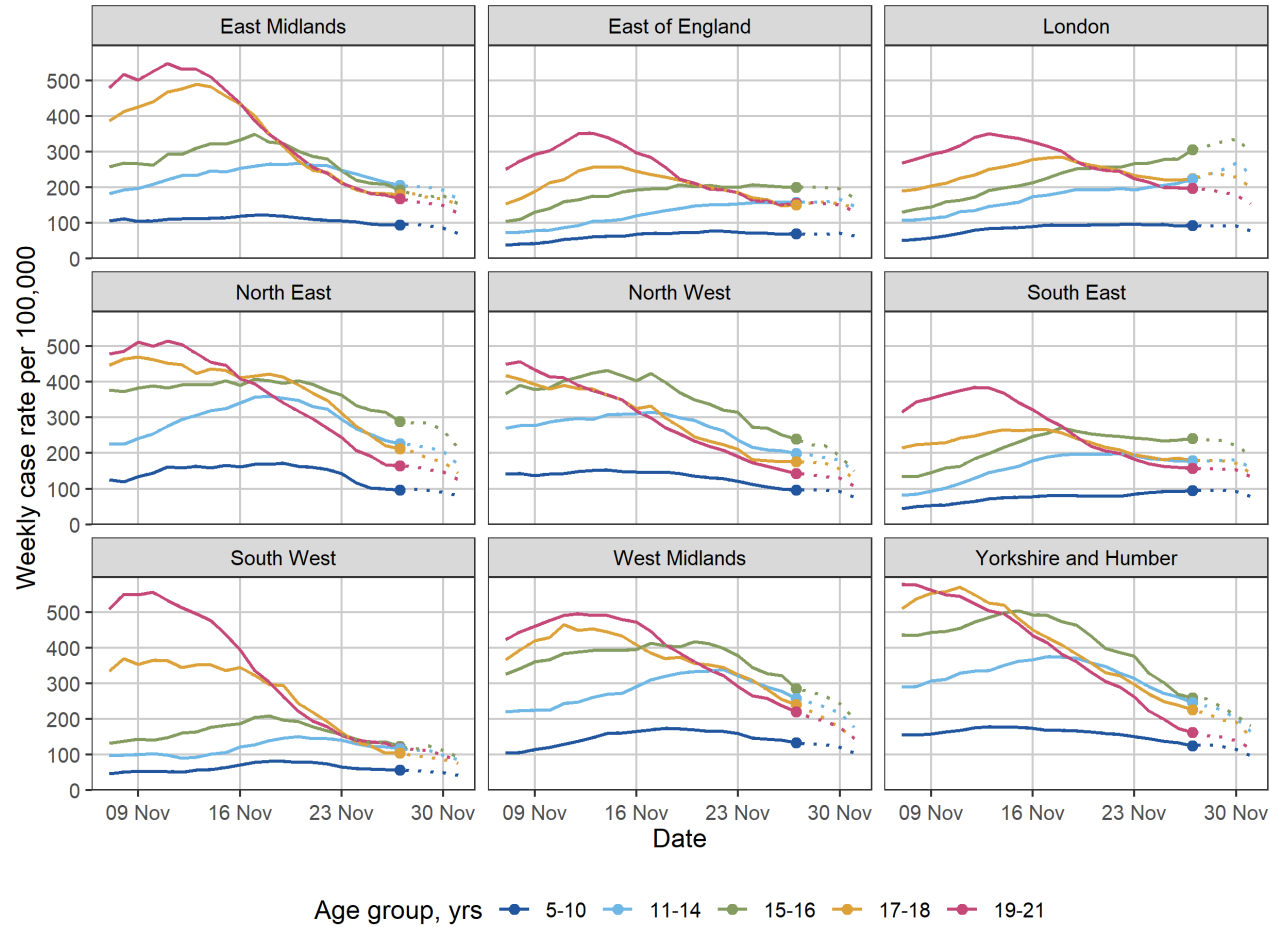 East Midlands East of England London
500
400
300
200
100
0
North East North West South East
500
400
300
200
100
0
South West West Midlands Yorkshire and Humber
500
400
300
200
100
0
Weekly case rate per 100,000
09 Nov 16 Nov 23 Nov 30 Nov 09 Nov 16 Nov 23 Nov 30 Nov 09 Nov 16 Nov 23 Nov 30 Nov
Date
Age group, yrs 5-10 11-14 15-16 17-18 19-21